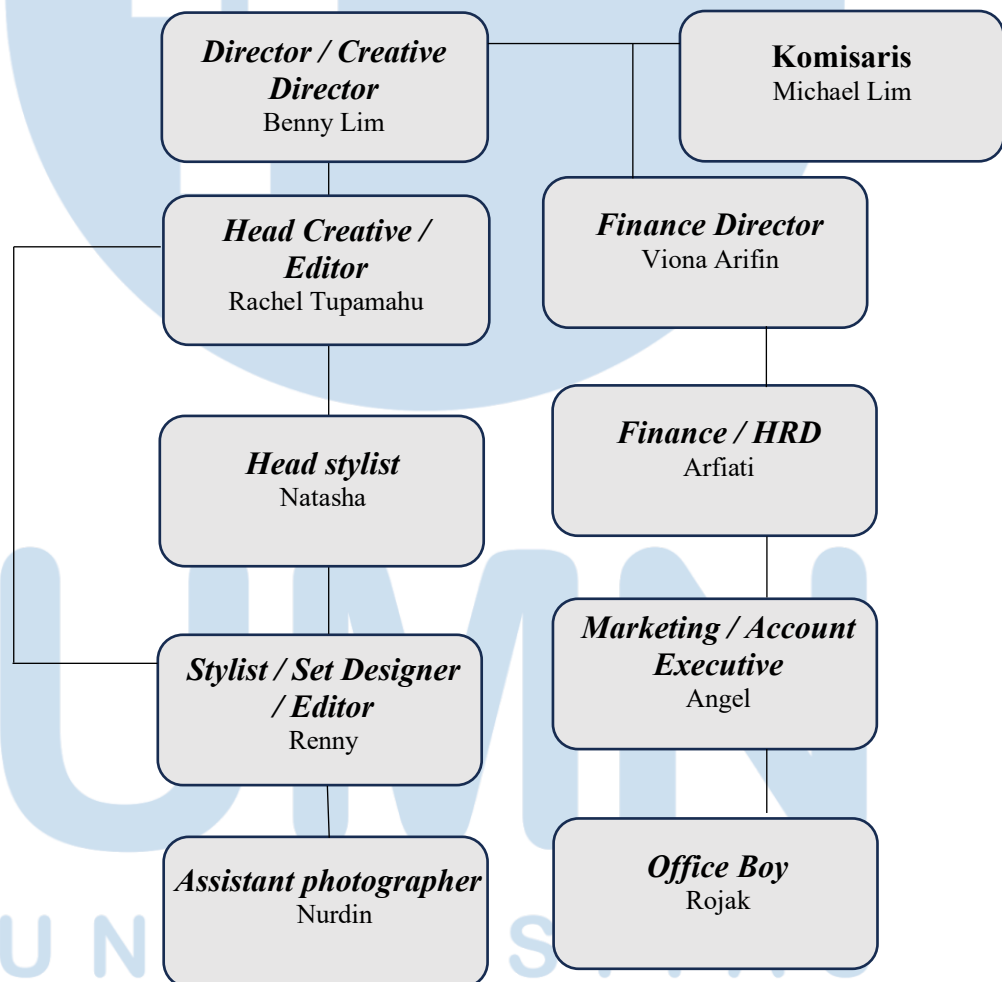 Director / Creative
Director
Benny Lim
Komisaris
Michael Lim
Head Creative /
Editor
Rachel Tupamahu
Finance Director
Viona Arifin
Head stylist
Natasha
Finance / HRD
Arfiati
Stylist / Set Designer
/ Editor
Renny
Marketing / Account
Executive
Angel
Assistant photographer
Nurdin
Office Boy
Rojak
UMN